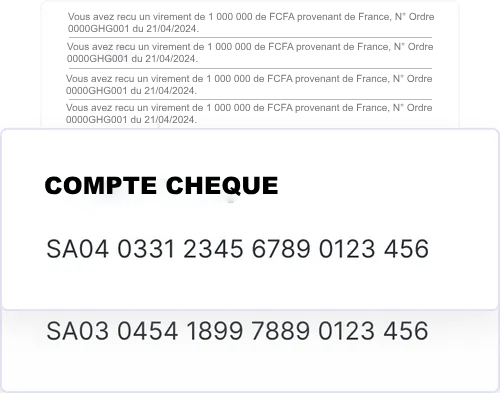 Vous avez recu un virement de 1 000 000 de FCFA provenant de France, N° Ordre
0000GHG001 du 21/04/2024.
Vous avez recu un virement de 1 000 000 de FCFA provenant de France, N° Ordre
0000GHG001 du 21/04/2024.
Vous avez recu un virement de 1 000 000 de FCFA provenant de France, N° Ordre
0000GHG001 du 21/04/2024.
Vous avez recu un virement de 1 000 000 de FCFA provenant de France, N° Ordre
0000GHG001 du 21/04/2024.
COMPTE CHEQUE
SA04 0331 2345 6789 0123 456
SA03 0454 1899 7889 0123 456